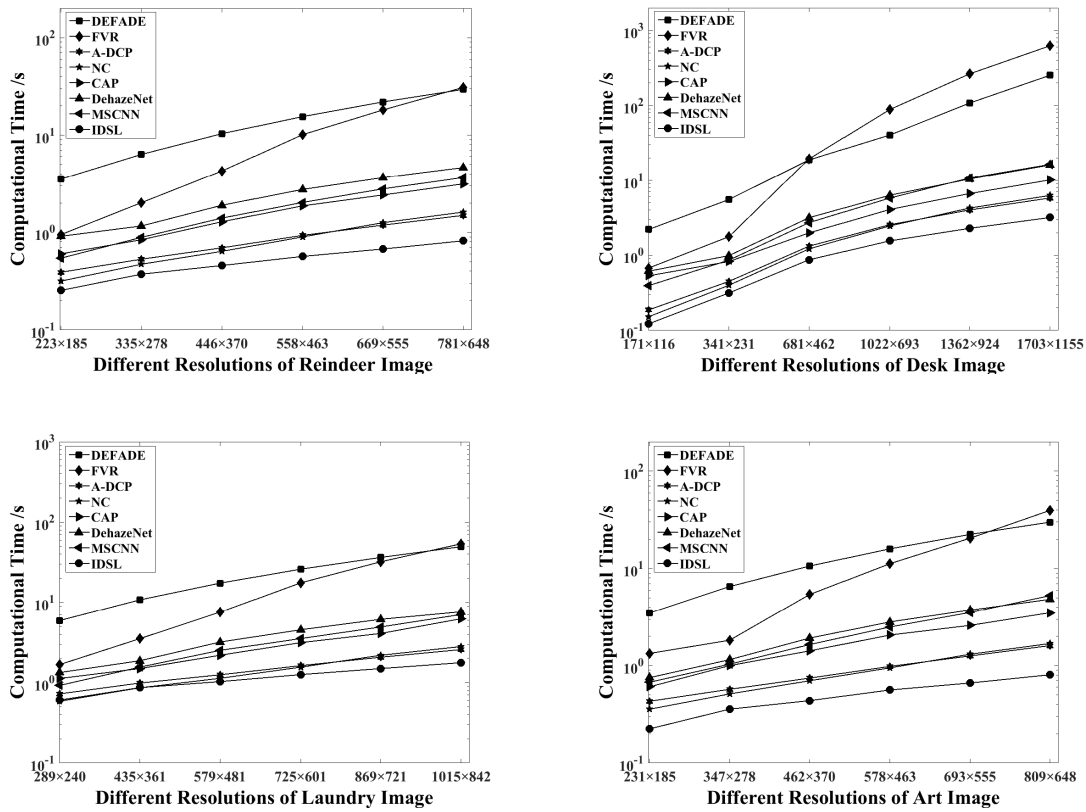 DEFADE
FVR
A-DCP
NC
CAP
DehazeNet
MSCNN
IDSL
10^2
10^1
10^0
10^-1
Computational Time /s
223×185 335×278 446×370 558×463 669×555 781×648
Different Resolutions of Reindeer Image
DEFADE
FVR
A-DCP
NC
CAP
DehazeNet
MSCNN
IDSL
10^3
10^2
10^1
10^0
10^-1
Computational Time /s
171×116 341×231 681×462 1022×693 1362×924 1703×1155
Different Resolutions of Desk Image
DEFADE
FVR
A-DCP
NC
CAP
DehazeNet
MSCNN
IDSL
10^3
10^2
10^1
10^0
10^-1
Computational Time /s
289×240 435×361 579×481 725×601 869×721 1015×842
Different Resolutions of Laundry Image
DEFADE
FVR
A-DCP
NC
CAP
DehazeNet
MSCNN
IDSL
10^2
10^1
10^0
10^-1
Computational Time /s
231×185 347×278 462×370 578×463 693×555 809×648
Different Resolutions of Art Image